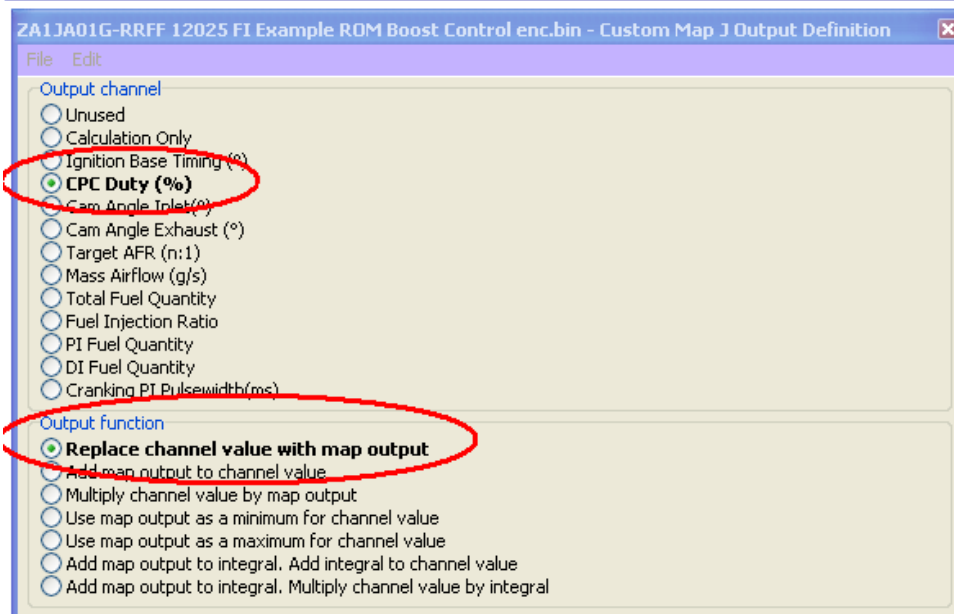 ZA1JA01G-RRFF 12025 FI Example ROM Boost Control enc.bin - Custom Map J Output Definition
File Edit
Output channel
Unused
Calculation Only
Ignition Base Timing (º)
CPC Duty (%)
Cam Angle Inlet(º)
Cam Angle Exhaust (º)
Target AFR (n:1)
Mass Airflow (g/s)
Total Fuel Quantity
Fuel Injection Ratio
PI Fuel Quantity
DI Fuel Quantity
Cranking PI Pulsewidth(ms)
Output function
Replace channel value with map output
Add map output to channel value
Multiply channel value by map output
Use map output as a minimum for channel value
Use map output as a maximum for channel value
Add map output to integral. Add integral to channel value
Add map output to integral. Multiply channel value by integral